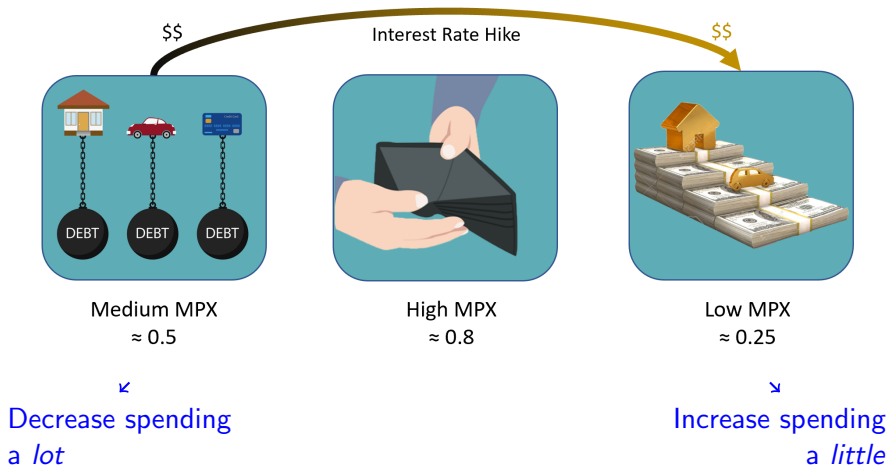 $$
Interest Rate Hike
$$
DEBT
DEBT
DEBT
Medium MPX
≈ 0.5
High MPX
≈ 0.8
Low MPX
≈ 0.25
Decrease spending
a lot
Increase spending
a little